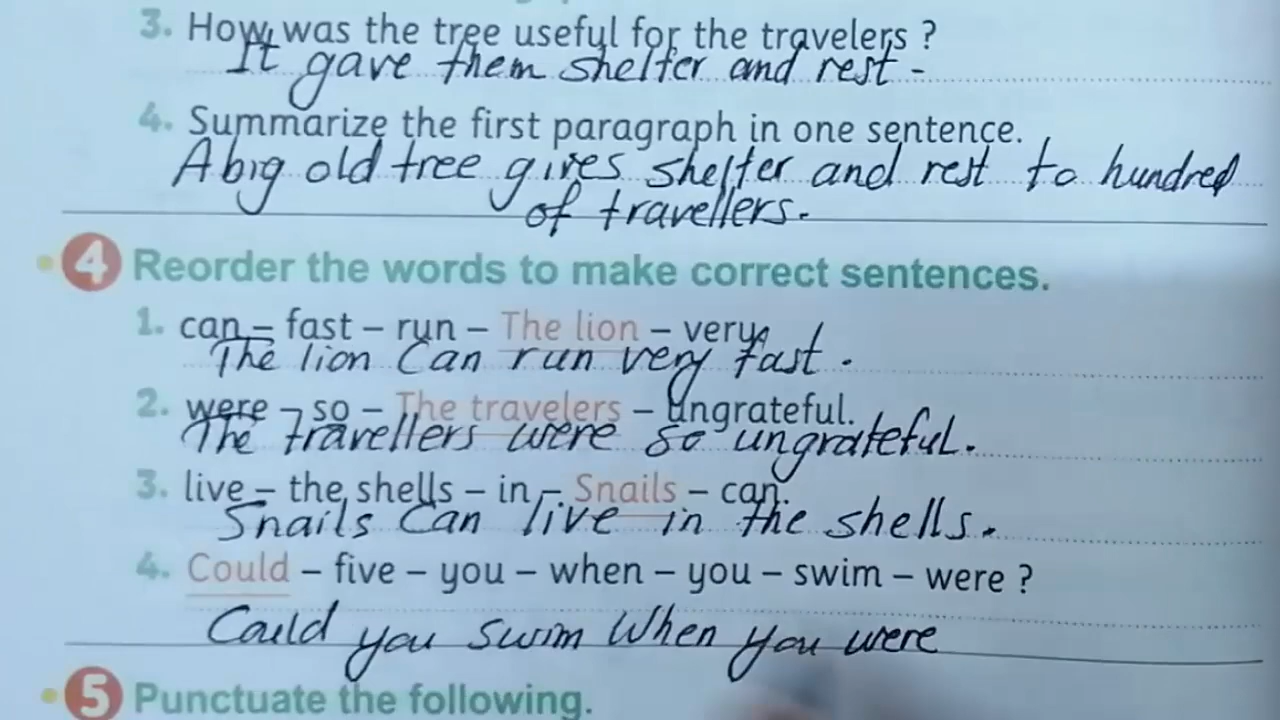 3. How was the tree useful for the travelers ?
It gave them shelter and rest -
4. Summarize the first paragraph in one sentence.
A big old tree gives shelter and rest to hundred
of travellers.
4 Reorder the words to make correct sentences.
1. can – fast – run – The lion – very.
The lion Can run very fast .
2. were – so – The travelers – ungrateful.
The travellers were so ungrateful.
3. live – the shells – in – Snails – can.
Snails Can live in the shells.
4. Could – five – you – when – you – swim – were ?
Could you swim When you were
5 Punctuate the following.